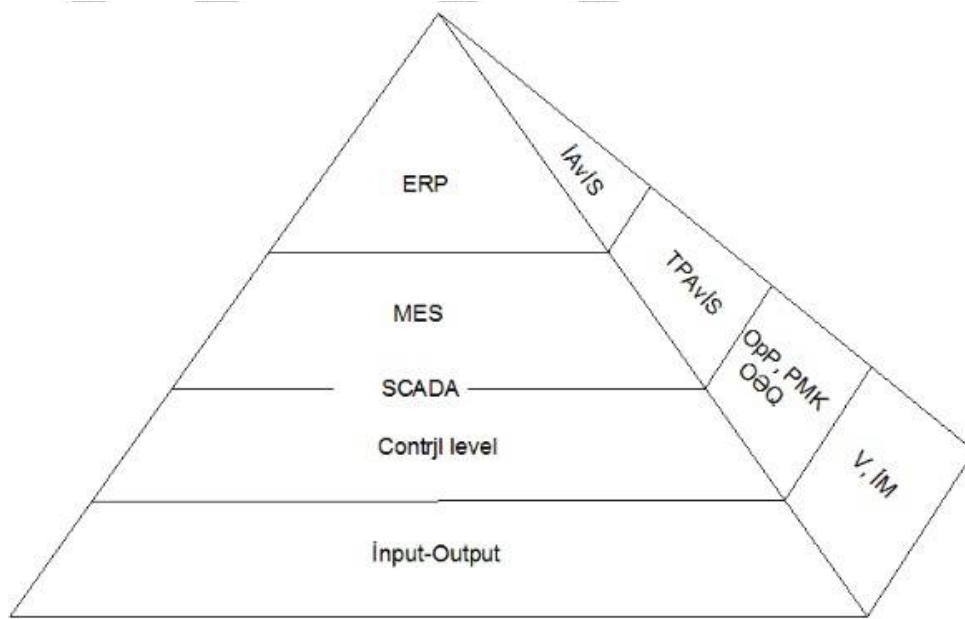 ERP
İAvİS
MES
TPAvİS
SCADA
OpP, PMK
OƏQ
Contrjl level
V, İM
İnput-Output